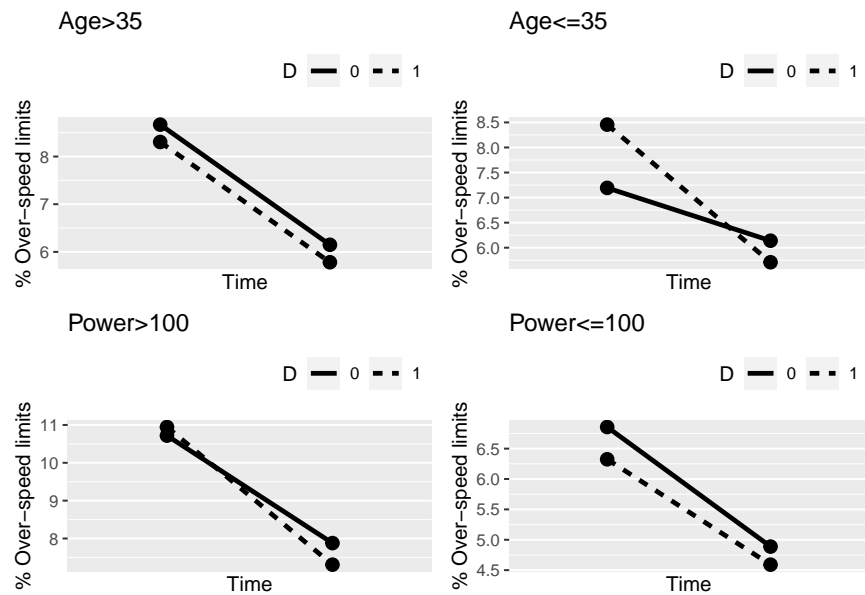 Age>35
D 0 1
% Over−speed limits
8
7
6
Time
Age<=35
D 0 1
% Over−speed limits
8.5
8.0
7.5
7.0
6.5
6.0
Time
Power>100
D 0 1
% Over−speed limits
11
10
9
8
Time
Power<=100
D 0 1
% Over−speed limits
6.5
6.0
5.5
5.0
4.5
Time